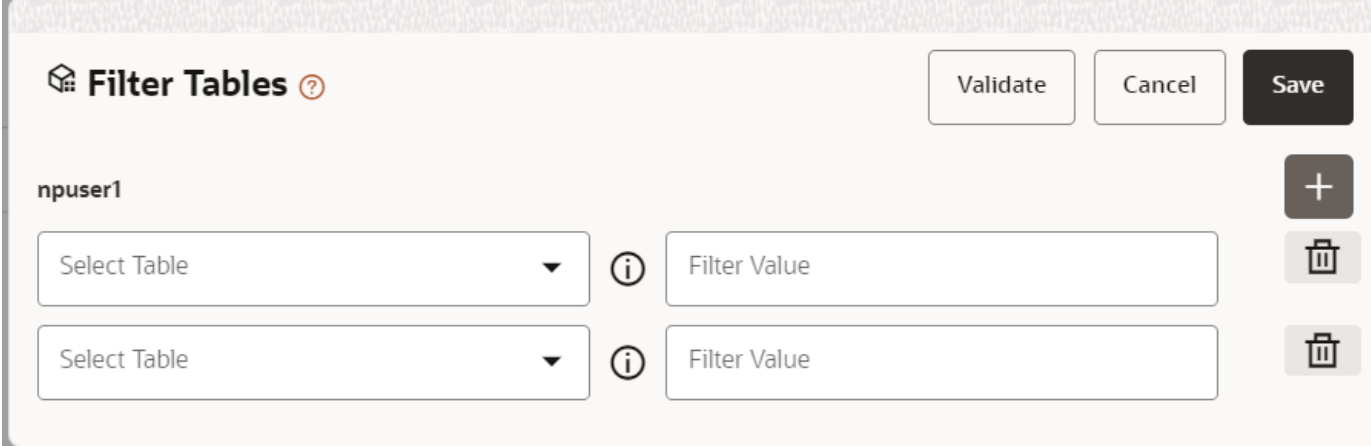 Filter Tables
Validate
Cancel
Save
npuser1
Select Table
Filter Value
Select Table
Filter Value